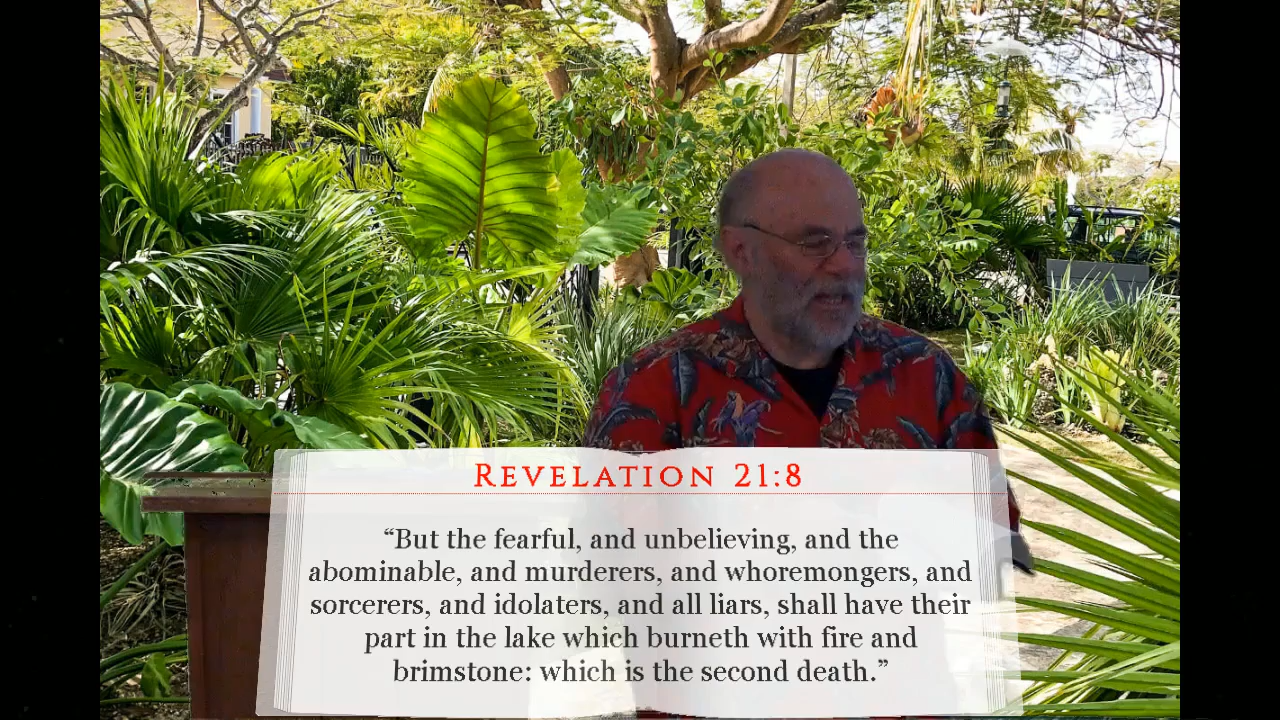 Revelation 21:8
“But the fearful, and unbelieving, and the
abominable, and murderers, and whoremongers, and
sorcerers, and idolaters, and all liars, shall have their
part in the lake which burneth with fire and
brimstone: which is the second death.”